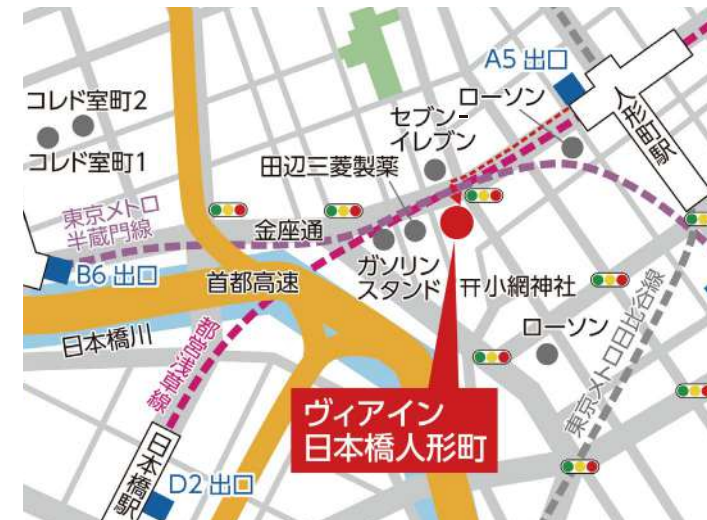 A5 出口
ローソン
人形町駅
コレド室町2
セブン-
イレブン
コレド室町1
田辺三菱製薬
東京メトロ
半蔵門線
金座通
B6 出口
首都高速
ガソリン
スタンド
小網神社
日本橋川
ローソン
都営浅草線
東京メトロ日比谷線
ヴィアイン
日本橋人形町
日本橋駅
D2 出口